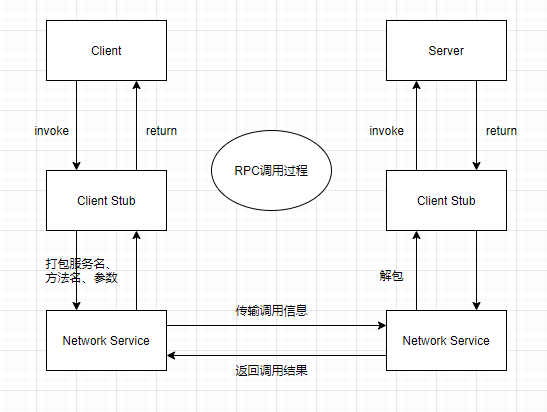 Client
Server
invoke
return
invoke
return
RPC调用过程
Client Stub
Client Stub
打包服务名、
方法名、参数
解包
传输调用信息
Network Service
Network Service
返回调用结果